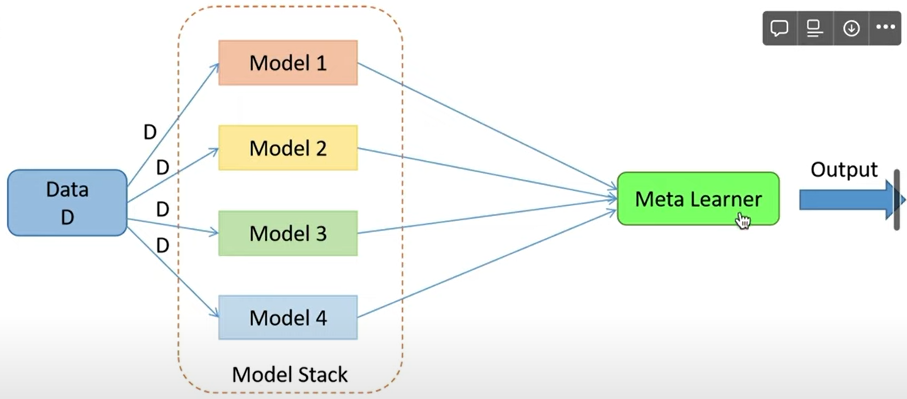 Model 1
D
Model 2
D
Data
D
D
Model 3
D
Model 4
Model Stack
Meta Learner
Output